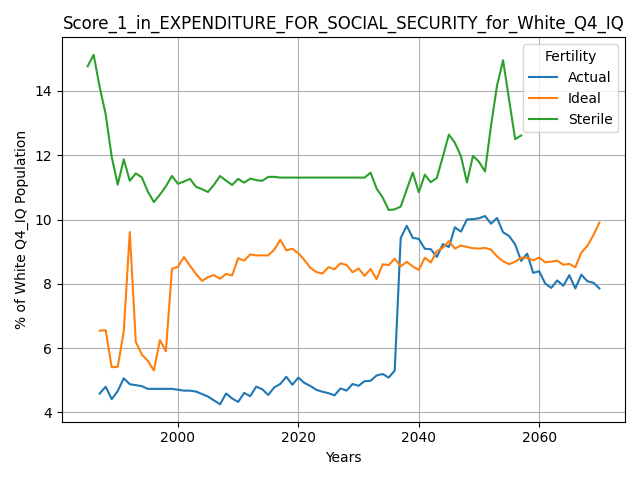 Score_1_in_EXPENDITURE_FOR_SOCIAL_SECURITY_for_White_Q4_IQ
Fertility
Actual
Ideal
Sterile
% of White Q4_IQ Population
14
12
10
8
6
4
2000
2020
2040
2060
Years